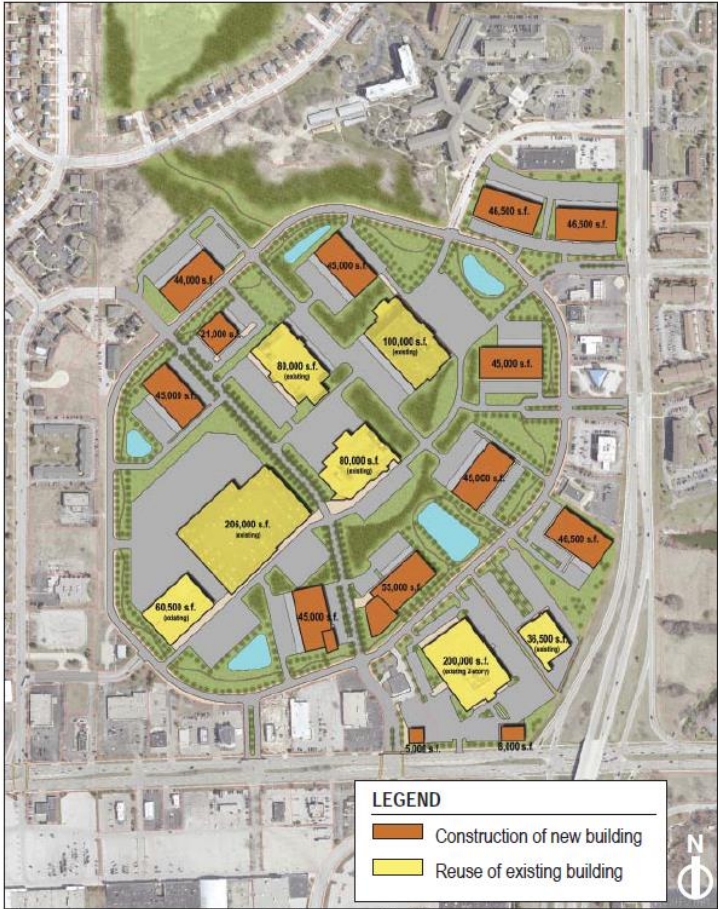 46,500 s.f.
46,500 s.f.
44,000 s.f.
45,000 s.f.
21,000 s.f.
100,000 s.f.
(existing)
80,000 s.f.
(existing)
45,000 s.f.
45,000 s.f.
80,000 s.f.
(existing)
45,000 s.f.
206,000 s.f.
(existing)
46,500 s.f.
55,000 s.f.
60,500 s.f.
(existing)
45,000 s.f.
36,500 s.f.
(existing)
200,000 s.f.
(existing 2-story)
5,000 s.f.
6,000 s.f.
LEGEND
Construction of new building
Reuse of existing building
N